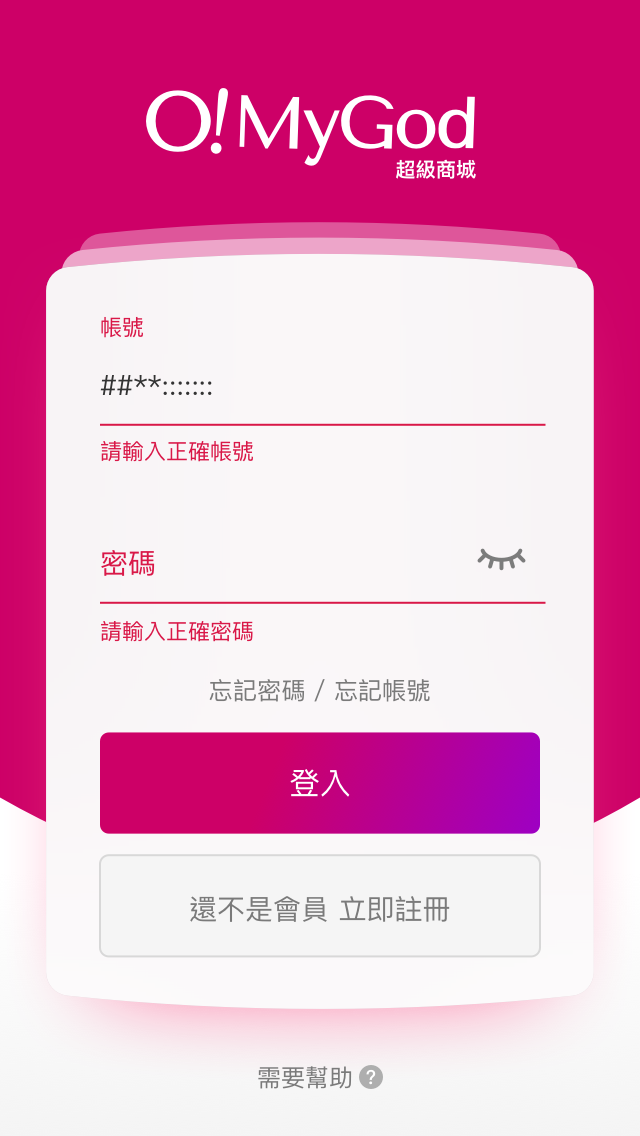 O!MyGod
超級商城
帳號
##**:::::::
請輸入正確帳號
密碼
請輸入正確密碼
忘記密碼 / 忘記帳號
登入
還不是會員 立即註冊
需要幫助 ?